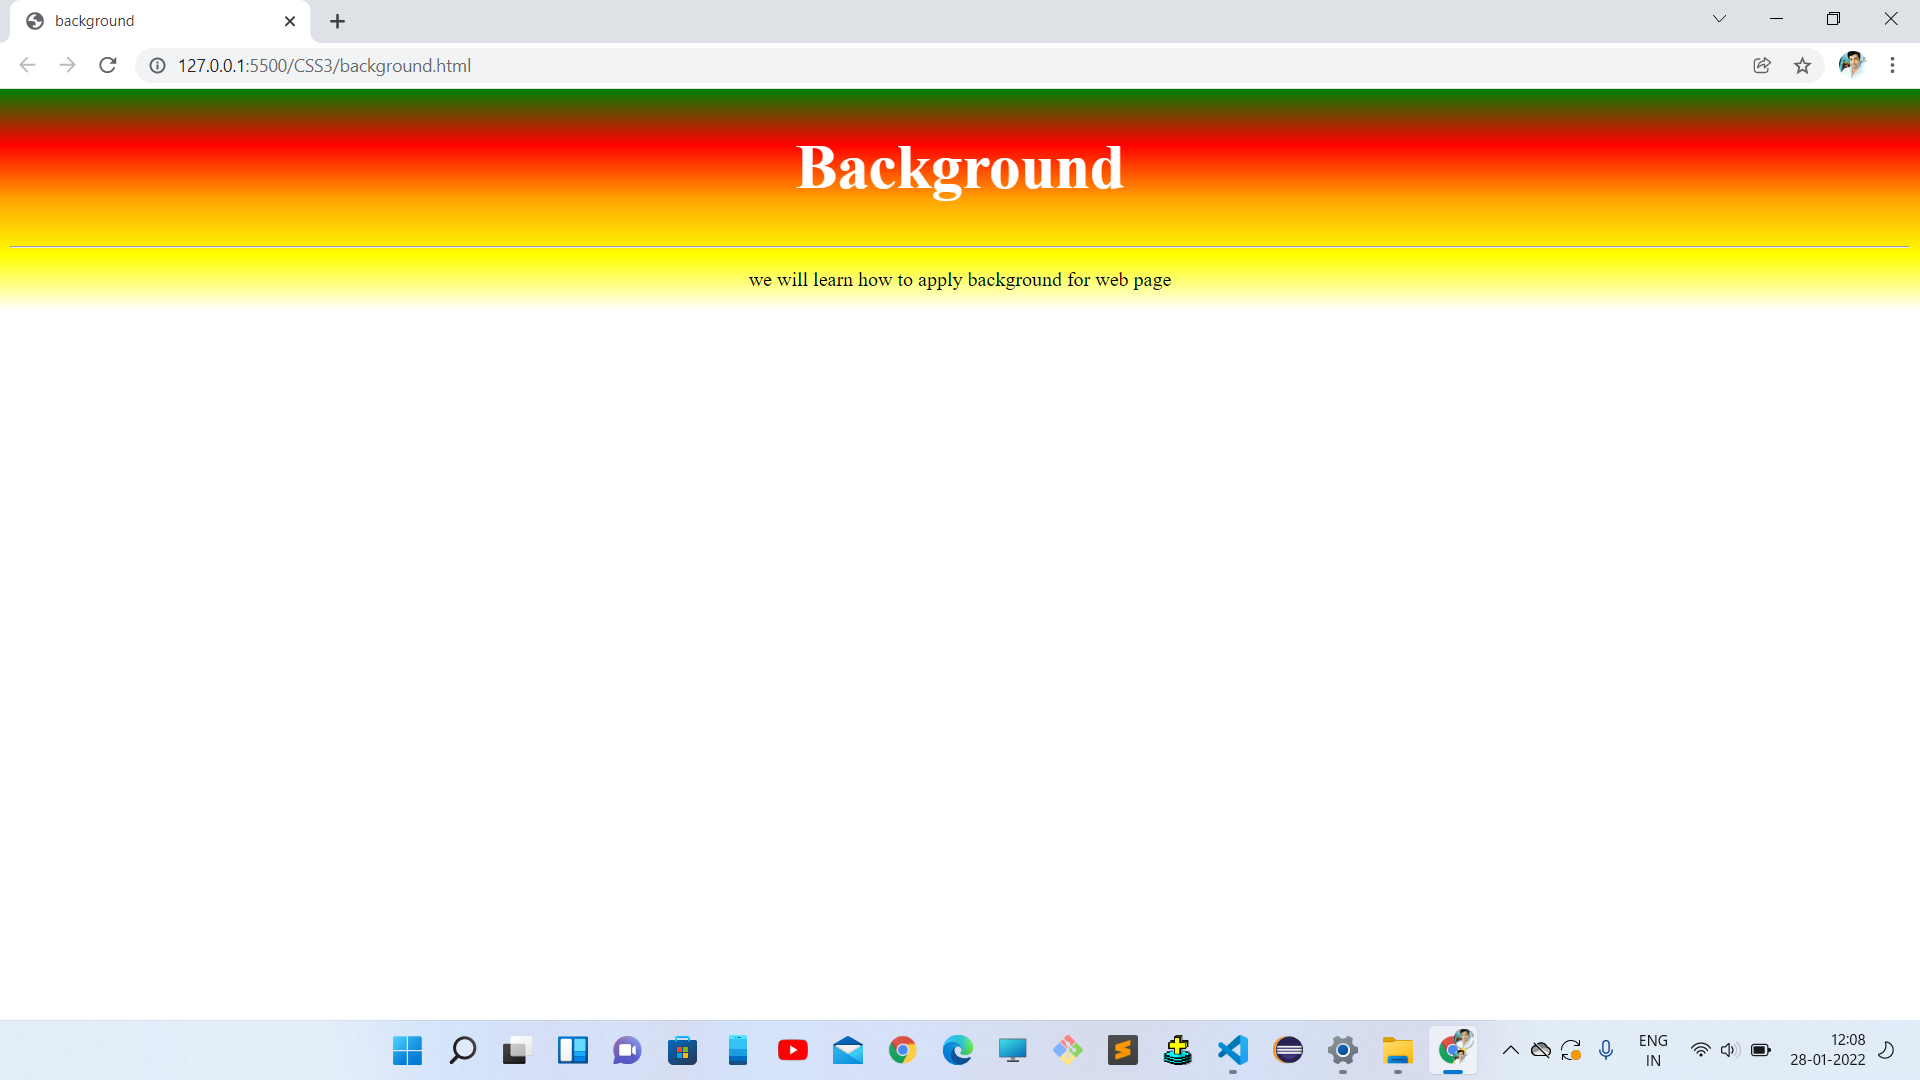 background
127.0.0.1:5500/CSS3/background.html
Background
we will learn how to apply background for web page
ENG
IN
12:08
28-01-2022